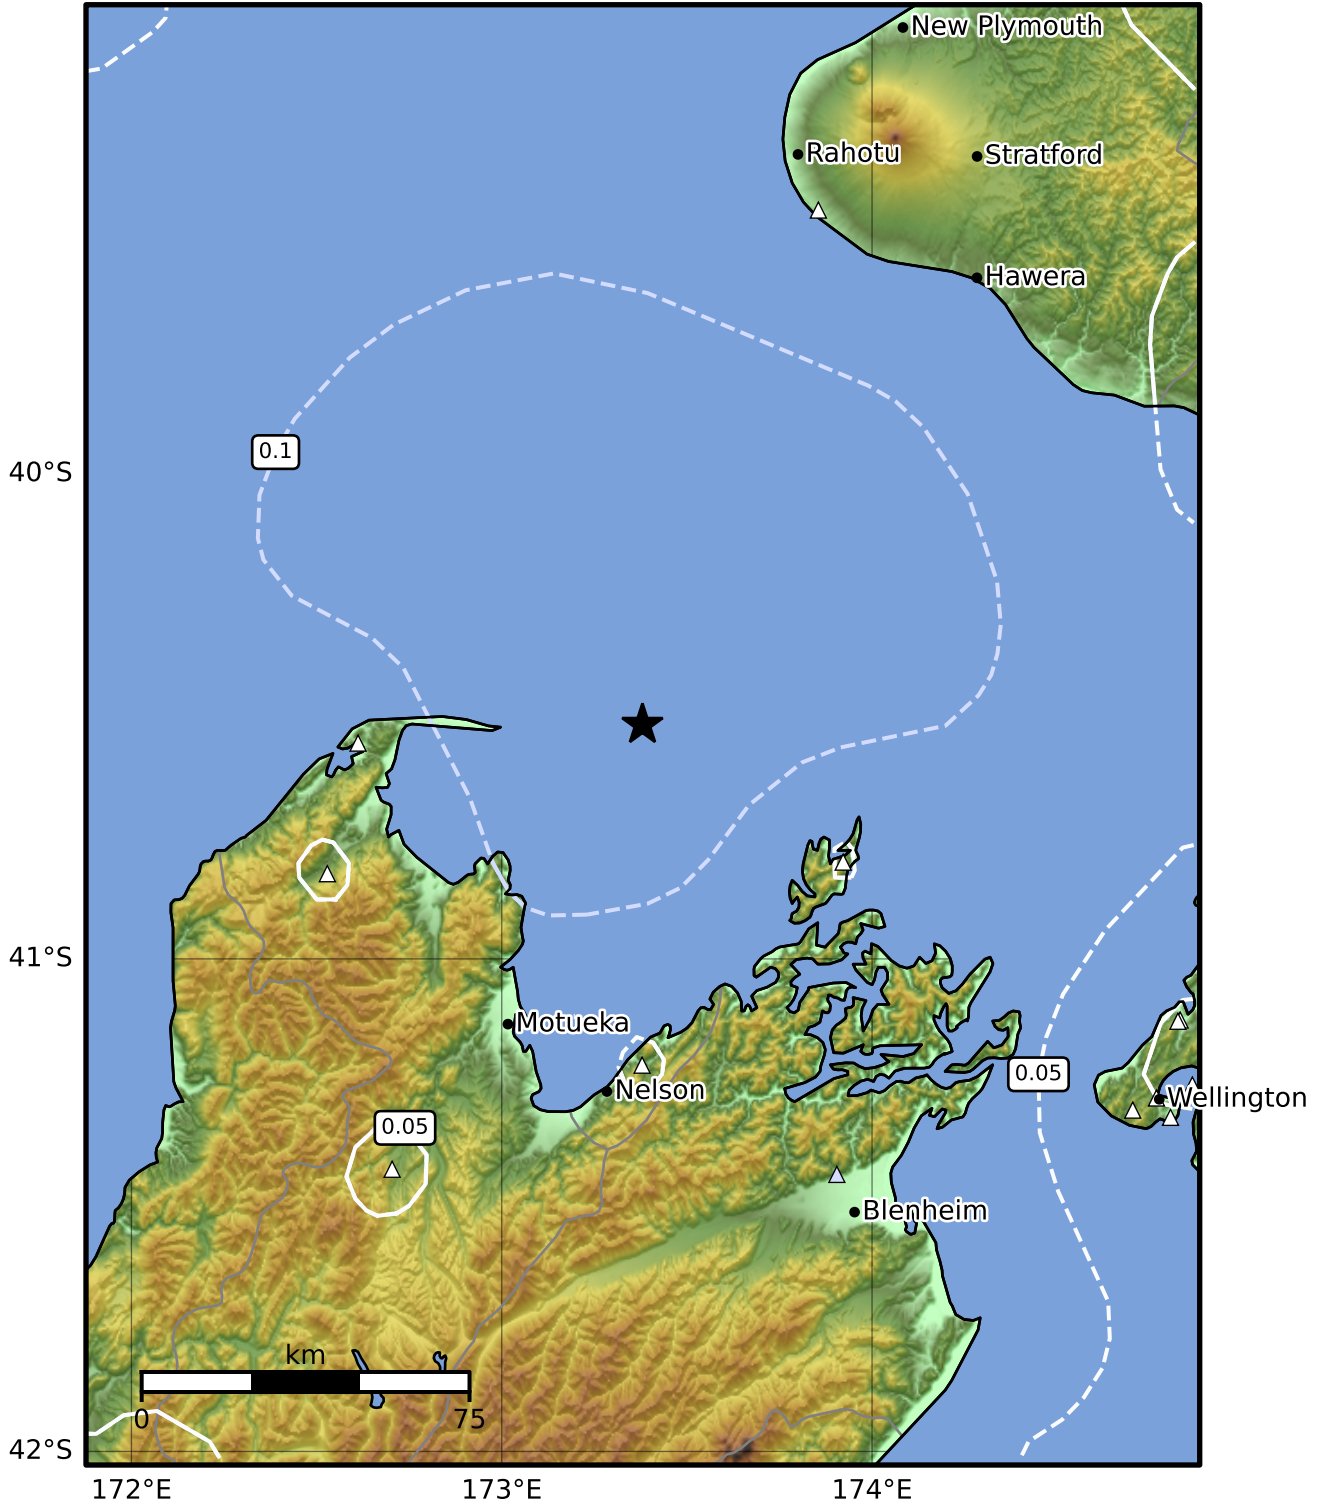 New Plymouth
Rahotu
Stratford
Hawera
0.1
40°S
41°S
Motueka
Nelson
0.05
Wellington
0.05
Blenheim
km
0 75
42°S
172°E 173°E 174°E